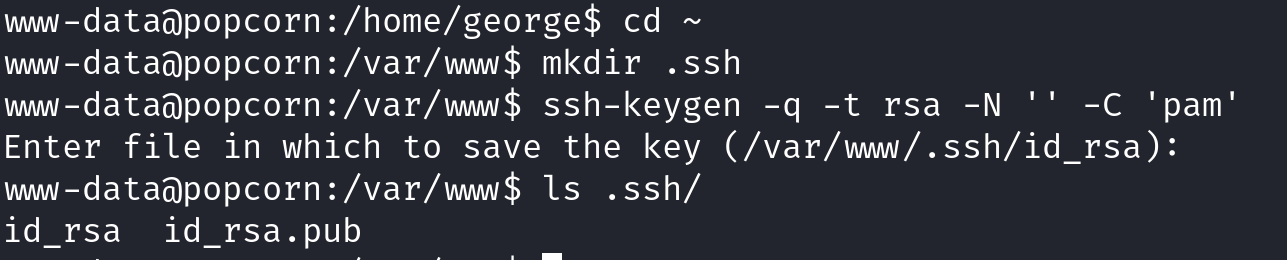 www-data@popcorn:/home/george$ cd ~
www-data@popcorn:/var/www$ mkdir .ssh
www-data@popcorn:/var/www$ ssh-keygen -q -t rsa -N '' -C 'pam'
Enter file in which to save the key (/var/www/.ssh/id_rsa):
www-data@popcorn:/var/www$ ls .ssh/
id_rsa  id_rsa.pub